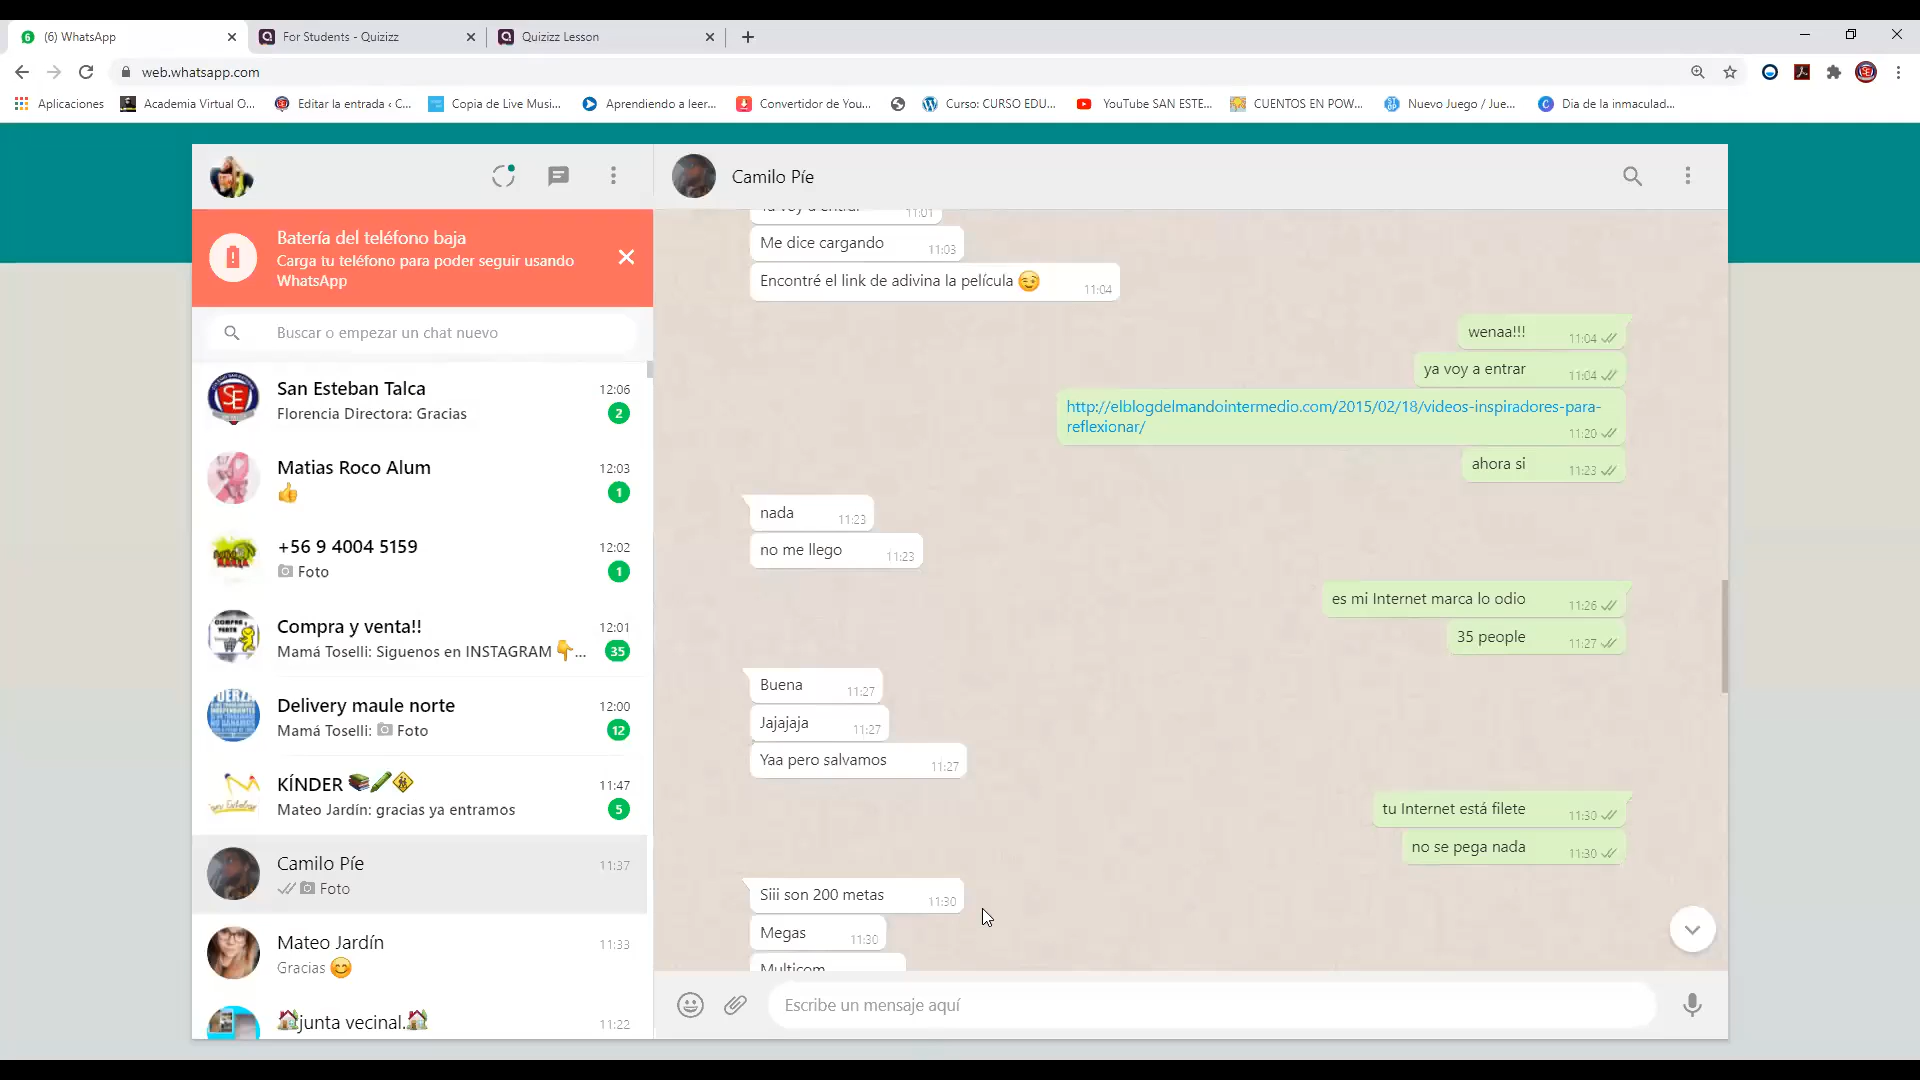 (6) WhatsApp
For Students - Quizizz
Quizizz Lesson
web.whatsapp.com
Aplicaciones
Academia Virtual O...
Editar la entrada ‹ C...
Copia de Live Musi...
Aprendiendo a leer...
Convertidor de You...
Curso: CURSO EDU...
YouTube SAN ESTE...
CUENTOS EN POW...
Nuevo Juego / Jue...
Dia de la inmaculad...
Batería del teléfono baja
Carga tu teléfono para poder seguir usando
WhatsApp
Buscar o empezar un chat nuevo
San Esteban Talca 12:06
Florencia Directora: Gracias 2
Matias Roco Alum 12:03
👍 1
+56 9 4004 5159 12:02
Foto 1
Compra y venta!! 12:01
Mamá Toselli: Siguenos en INSTAGRAM 👇... 35
Delivery maule norte 12:00
Mamá Toselli: Foto 12
KÍNDER 11:47
Mateo Jardín: gracias ya entramos 5
Camilo Píe 11:37
Foto
Mateo Jardín 11:33
Gracias 😊
junta vecinal. 11:22
Camilo Píe
11:01
Me dice cargando 11:03
Encontré el link de adivina la película 😉 11:04
wenaa!!! 11:04
ya voy a entrar 11:04
http://elblogdelmandointermedio.com/2015/02/18/videos-inspiradores-para-
reflexionar/ 11:20
ahora si 11:23
nada 11:23
no me llego 11:23
es mi Internet marca lo odio 11:26
35 people 11:27
Buena 11:27
Jajajaja 11:27
Yaa pero salvamos 11:27
tu Internet está filete 11:30
no se pega nada 11:30
Siii son 200 metas 11:30
Megas 11:30
Multicom
Escribe un mensaje aquí